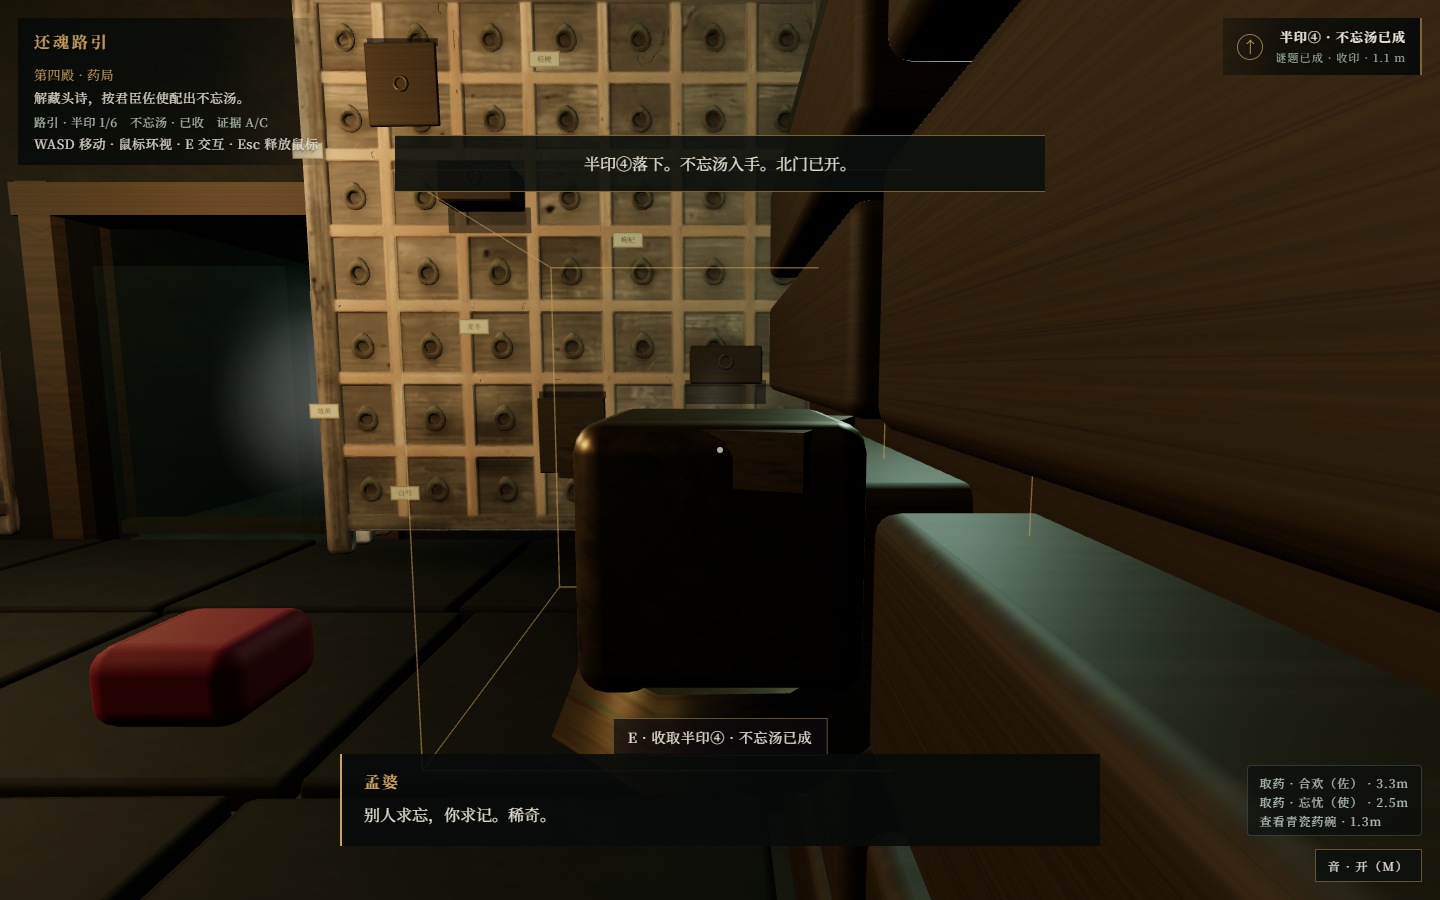 还魂路引
第四殿 · 药局
解藏头诗，按君臣佐使配出不忘汤。
路引 · 半印 1/6　不忘汤 · 已收　证据 A/C
WASD 移动 · 鼠标环视 · E 交互 · Esc 释放鼠标
半印④ · 不忘汤已成
谜题已成 · 收印 · 1.1 m
半印④落下。不忘汤入手。北门已开。
桔梗
枸杞
麦冬
E · 收取半印④ · 不忘汤已成
孟婆
别人求忘，你求记。稀奇。
取药 · 合欢（佐） · 3.3m
取药 · 忘忧（使） · 2.5m
查看青瓷药碗 · 1.3m
音 · 开（M）